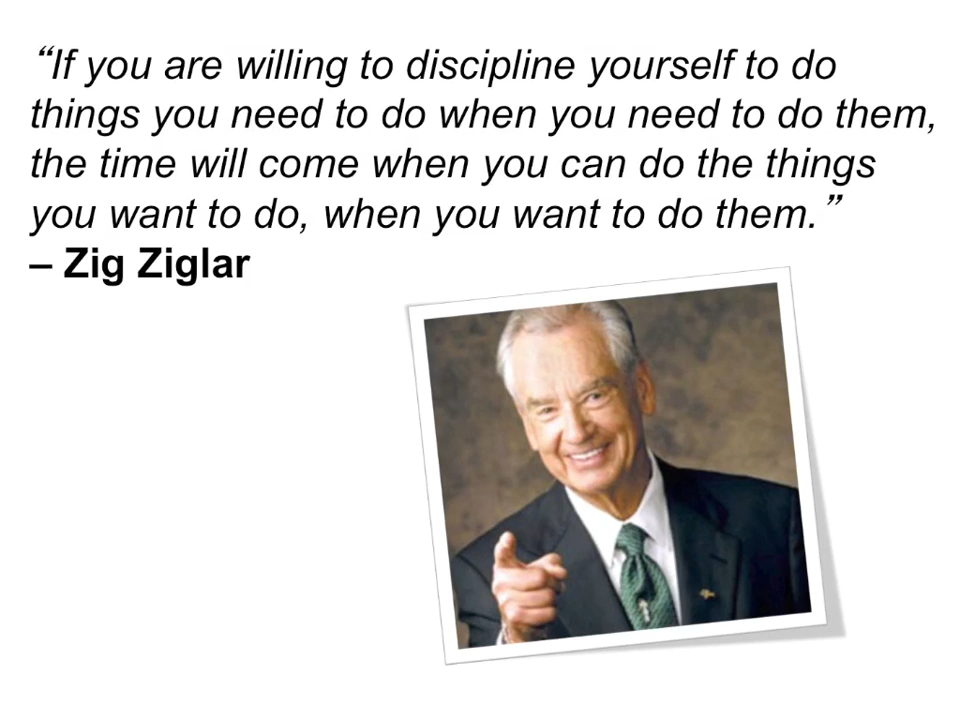 “If you are willing to discipline yourself to do
things you need to do when you need to do them,
the time will come when you can do the things
you want to do, when you want to do them.”
– Zig Ziglar